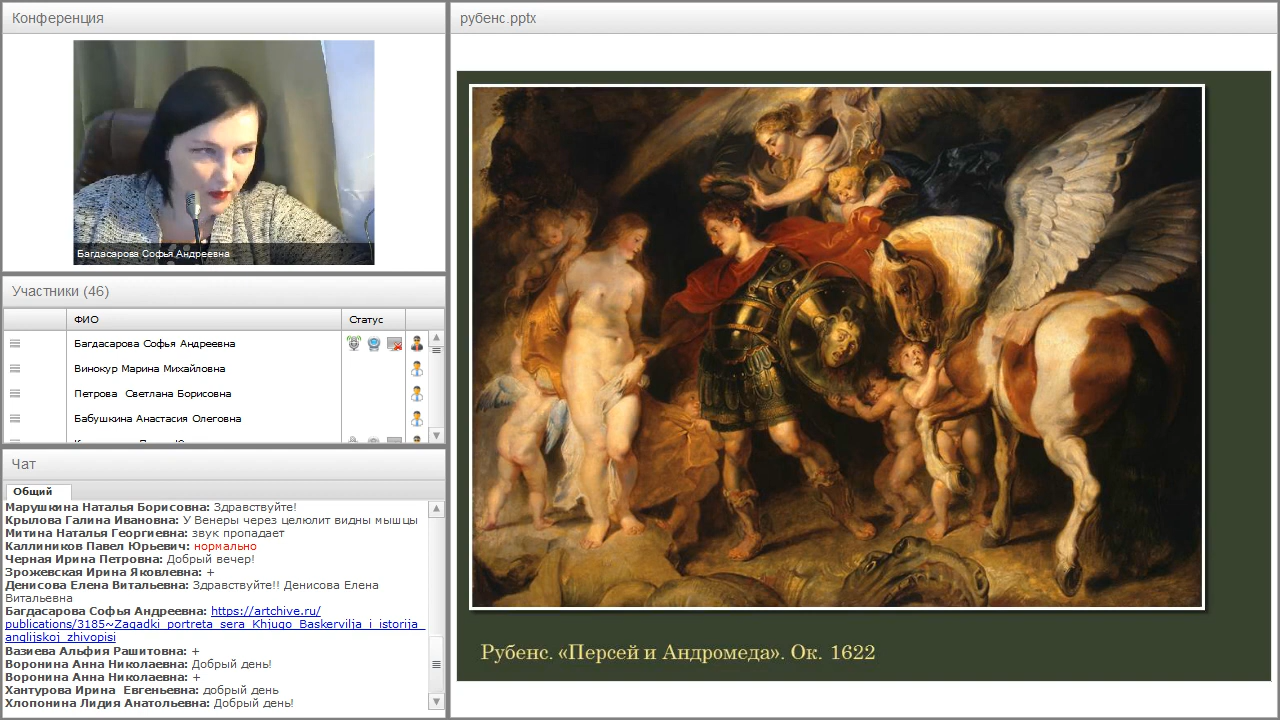 Конференция
Багдасарова Софья Андреевна
Участники (46)
ФИО Статус
Багдасарова Софья Андреевна
Винокур Марина Михайловна
Петрова Светлана Борисовна
Бабушкина Анастасия Олеговна
Чат
Общий
Марушкина Наталья Борисовна: Здравствуйте!
Крылова Галина Ивановна: У Венеры через целюлит видны мышцы
Митина Наталья Георгиевна: звук пропадает
Каллиников Павел Юрьевич: нормально
Черная Ирина Петровна: Добрый вечер!
Зрожевская Ирина Яковлевна: +
Денисова Елена Витальевна: Здравствуйте!! Денисова Елена
Витальевна
Багдасарова Софья Андреевна: https://artchive.ru/
publications/3185~Zagadki_portreta_sera_Khjugo_Baskervilja_i_istorija_
anglijskoj_zhivopisi
Вазиева Альфия Рашитовна: +
Воронина Анна Николаевна: Добрый день!
Воронина Анна Николаевна: +
Хантурова Ирина Евгеньевна: добрый день
Хлопонина Лидия Анатольевна: Добрый день!
рубенс.pptx
Рубенс. «Персей и Андромеда». Ок. 1622